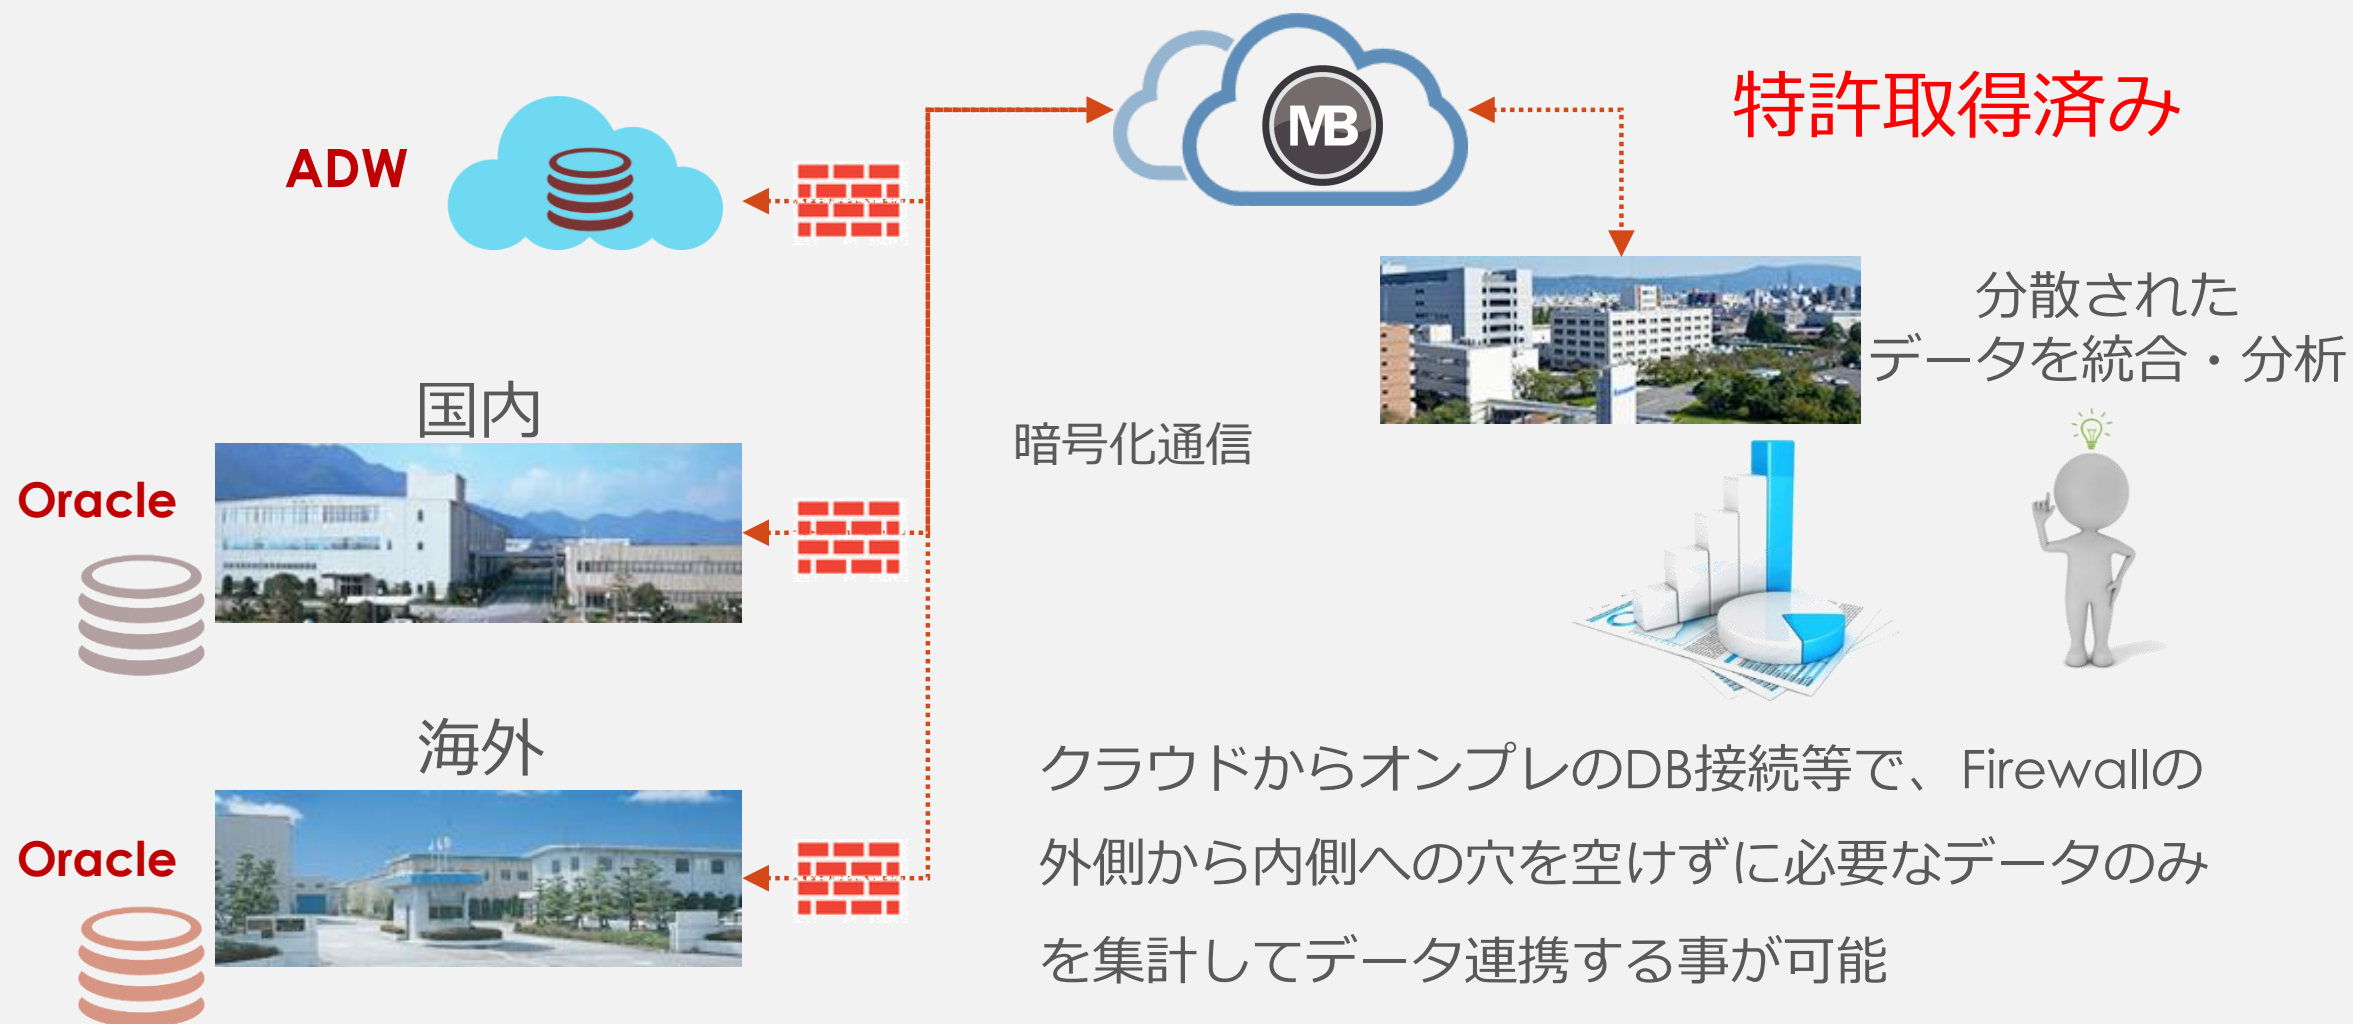 MB
特許取得済み
ADW
分散された
データを統合・分析
国内
暗号化通信
Oracle
海外
クラウドからオンプレのDB接続等で、Firewallの
Oracle
外側から内側への穴を空けずに必要なデータのみ
を集計してデータ連携する事が可能